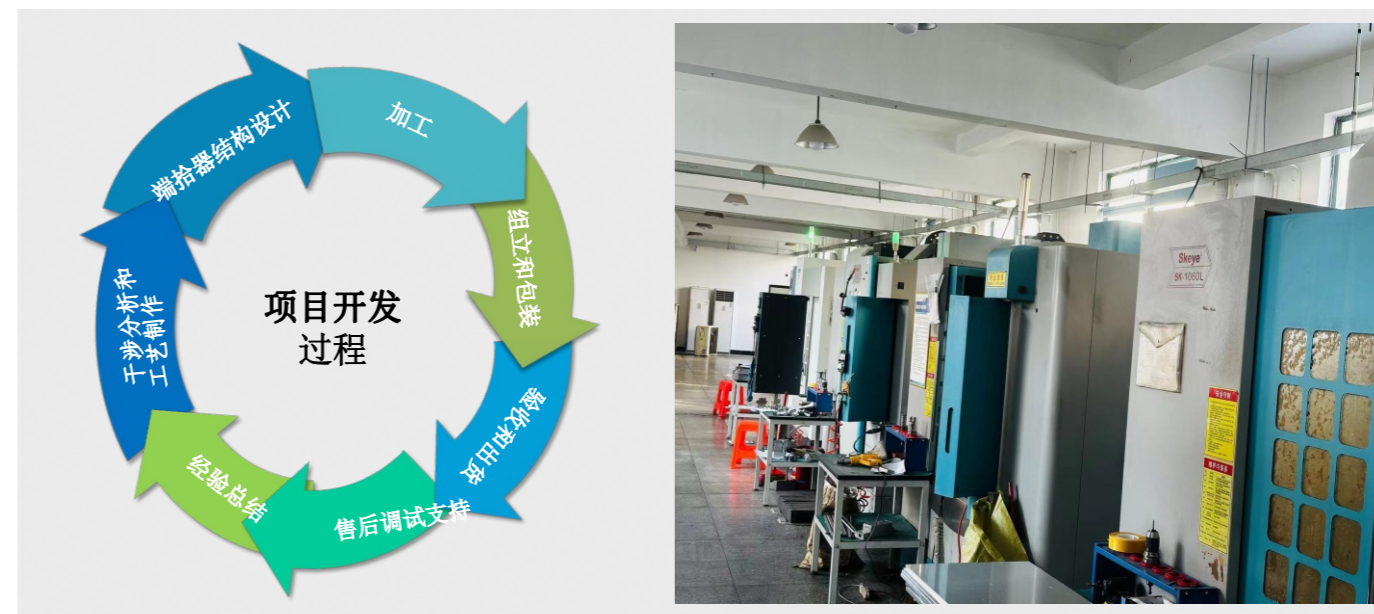 端拾器结构设计
加工
组立和包装
验收和出货
售后调试支持
经验总结
干涉分析和
工艺制作
项目开发
过程
Skeye
SK-1060L